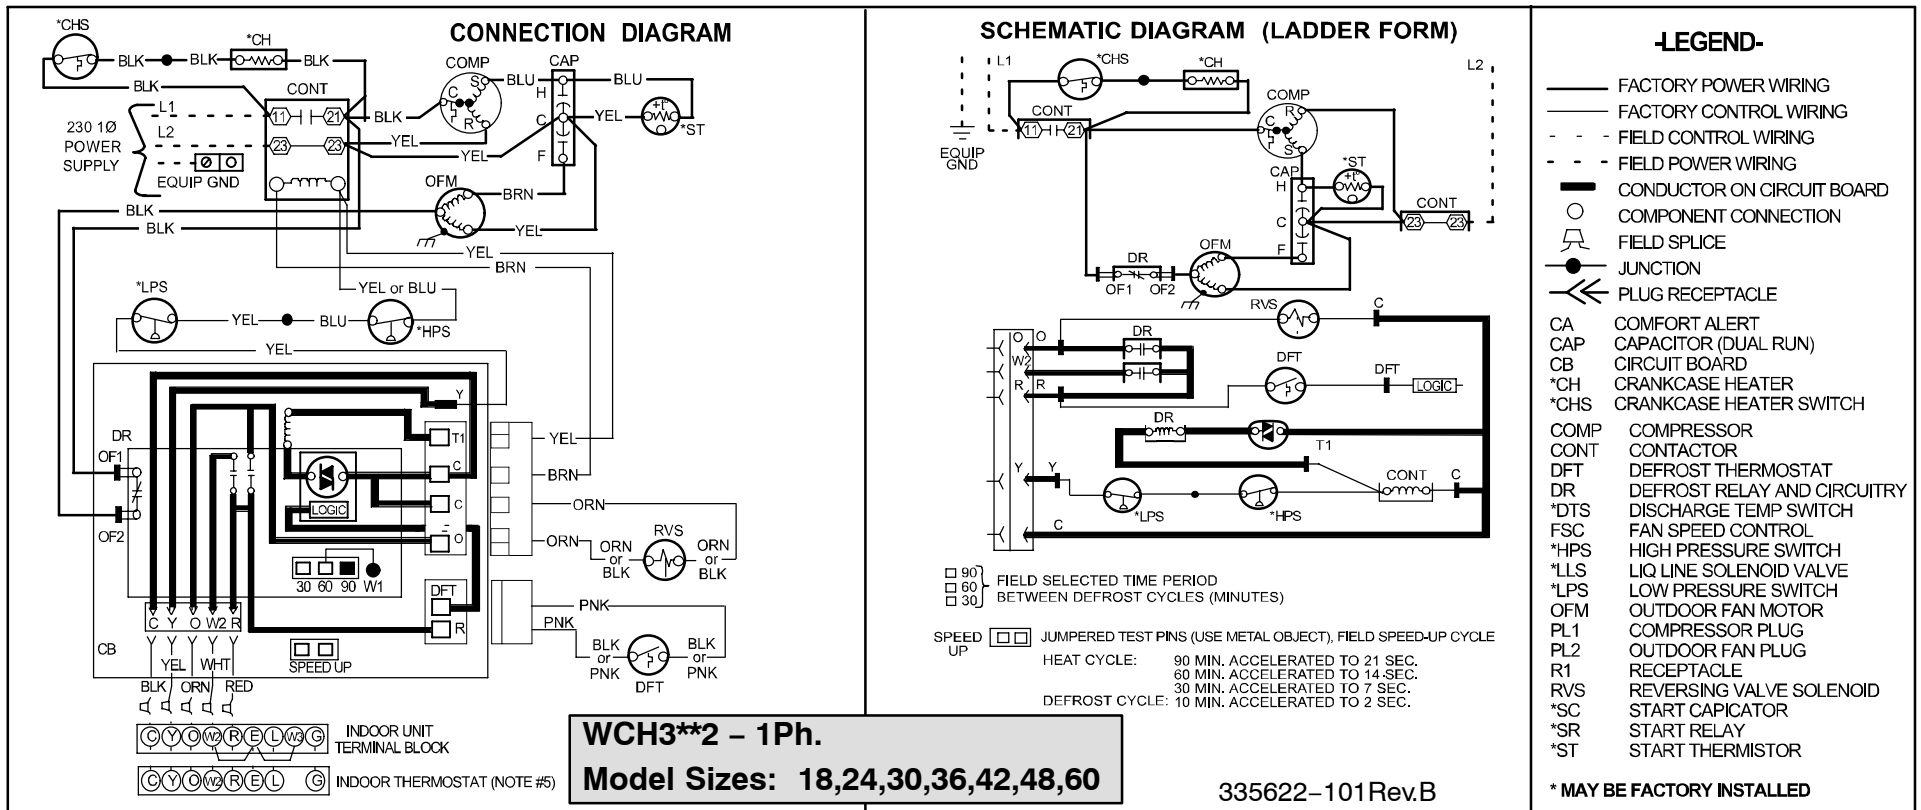 CONNECTION DIAGRAM
*CHS
BLK
BLK
*CH
BLK
BLK
CONT
L1
11
21
BLK
230 1Ø
POWER
SUPPLY
L2
23
23
YEL
EQUIP GND
COMP
S
C
R
BLU
CAP
H
C
F
BLU
YEL
+t°
*ST
YEL
OFM
BRN
YEL
BLK
BLK
YEL
BRN
*LPS
YEL or BLU
YEL
BLU
*HPS
YEL
Y
DR
OF1
OF2
T1
C
C
O
LOGIC
30 60 90 W1
DFT
R
C Y O W2 R
CB
SPEED UP
YEL
BRN
ORN
ORN
ORN
or
BLK
RVS
ORN
or
BLK
PNK
PNK
BLK
or
PNK
DFT
BLK
or
PNK
YEL WHT
BLK ORN RED
C Y O W2 R E L W3 G
INDOOR UNIT
TERMINAL BLOCK
C Y O W2 R E L G
INDOOR THERMOSTAT (NOTE #5)
WCH3**2 – 1Ph.
Model Sizes: 18,24,30,36,42,48,60
SCHEMATIC DIAGRAM (LADDER FORM)
L1
*CHS
*CH
L2
CONT
11
21
EQUIP
GND
COMP
R
C
S
CAP
H
C
F
*ST
+t°
CONT
23
23
DR
OF1 OF2
OFM
RVS
C
O O
DR
W2
R R
DFT
DFT
LOGIC
DR
T1
Y Y
*LPS
*HPS
CONT
C
C
90
60
30
FIELD SELECTED TIME PERIOD
BETWEEN DEFROST CYCLES (MINUTES)
SPEED
UP
JUMPERED TEST PINS (USE METAL OBJECT), FIELD SPEED-UP CYCLE
HEAT CYCLE: 90 MIN. ACCELERATED TO 21 SEC.
60 MIN. ACCELERATED TO 14 SEC.
30 MIN. ACCELERATED TO 7 SEC.
DEFROST CYCLE: 10 MIN. ACCELERATED TO 2 SEC.
335622–101Rev.B
-LEGEND-
FACTORY POWER WIRING
FACTORY CONTROL WIRING
FIELD CONTROL WIRING
FIELD POWER WIRING
CONDUCTOR ON CIRCUIT BOARD
COMPONENT CONNECTION
FIELD SPLICE
JUNCTION
PLUG RECEPTACLE
CA COMFORT ALERT
CAP CAPACITOR (DUAL RUN)
CB CIRCUIT BOARD
*CH CRANKCASE HEATER
*CHS CRANKCASE HEATER SWITCH
COMP COMPRESSOR
CONT CONTACTOR
DFT DEFROST THERMOSTAT
DR DEFROST RELAY AND CIRCUITRY
*DTS DISCHARGE TEMP SWITCH
FSC FAN SPEED CONTROL
*HPS HIGH PRESSURE SWITCH
*LLS LIQ LINE SOLENOID VALVE
*LPS LOW PRESSURE SWITCH
OFM OUTDOOR FAN MOTOR
PL1 COMPRESSOR PLUG
PL2 OUTDOOR FAN PLUG
R1 RECEPTACLE
RVS REVERSING VALVE SOLENOID
*SC START CAPICATOR
*SR START RELAY
*ST START THERMISTOR
* MAY BE FACTORY INSTALLED